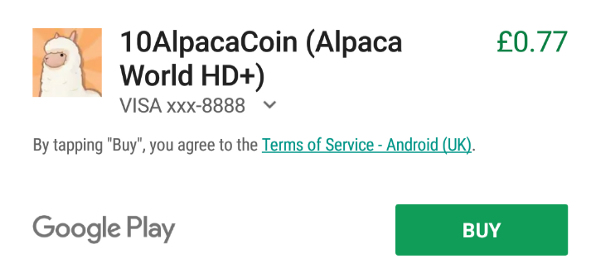 10AlpacaCoin (Alpaca
World HD+)
£0.77
VISA xxx-8888
By tapping "Buy", you agree to the Terms of Service - Android (UK).
Google Play
BUY